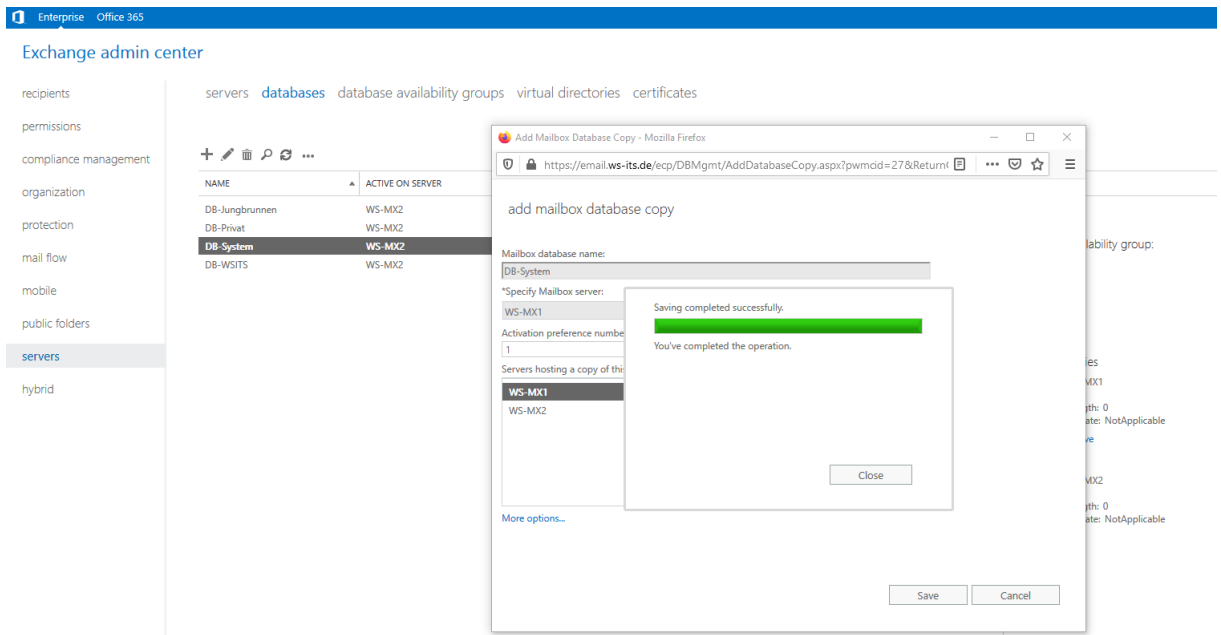 Enterprise Office 365
Exchange admin center
recipients
permissions
compliance management
organization
protection
mail flow
mobile
public folders
servers
hybrid
servers databases database availability groups virtual directories certificates
NAME ACTIVE ON SERVER
DB-Jungbrunnen WS-MX2
DB-Privat WS-MX2
DB-System WS-MX2
DB-WSITS WS-MX2
Add Mailbox Database Copy - Mozilla Firefox
https://email.ws-its.de/ecp/DBMgmt/AddDatabaseCopy.aspx?pwmcid=27&Return
add mailbox database copy
Mailbox database name:
DB-System
*Specify Mailbox server:
WS-MX1
Activation preference numbe
1
Servers hosting a copy of thi
WS-MX1
WS-MX2
More options...
Saving completed successfully.
You've completed the operation.
Close
Save Cancel
lability group:
ies
MX1
gth: 0
ate: NotApplicable
ve
MX2
gth: 0
ate: NotApplicable